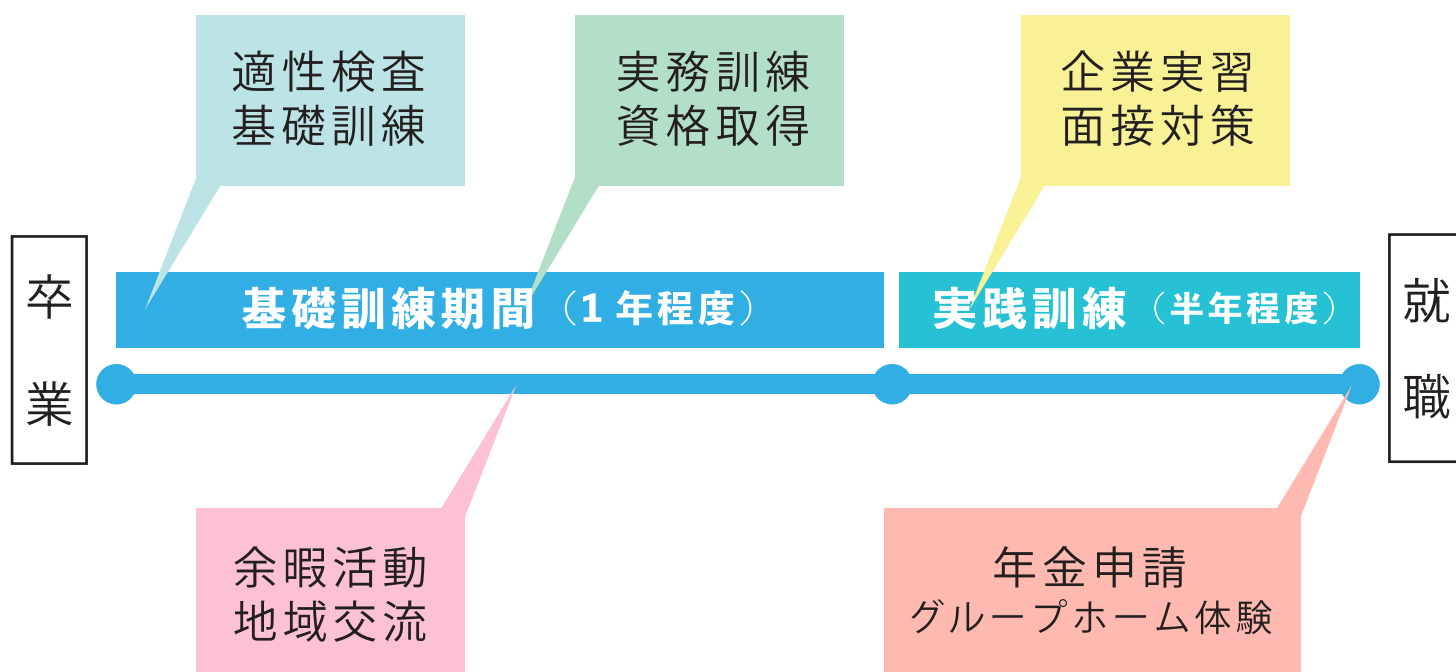 適性検査
基礎訓練
実務訓練
資格取得
企業実習
面接対策
卒業
基礎訓練期間（1年程度）
実践訓練（半年程度）
就職
余暇活動
地域交流
年金申請
グループホーム体験